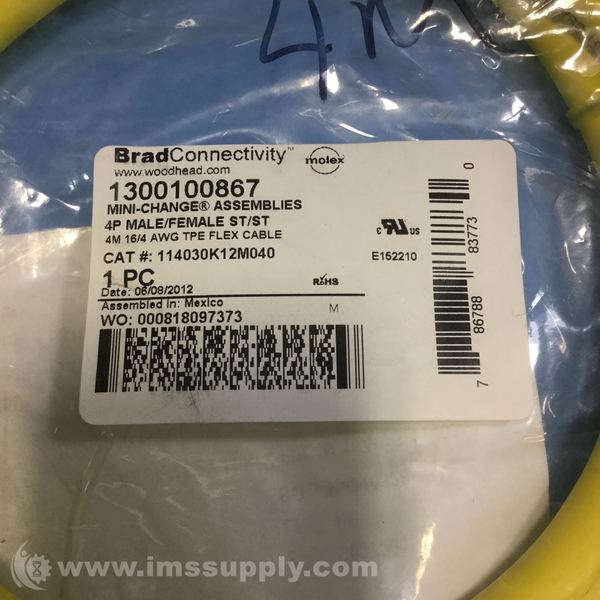 4M
BradConnectivity™ molex
www.woodhead.com
1300100867
MINI-CHANGE® ASSEMBLIES
4P MALE/FEMALE ST/ST
4M 16/4 AWG TPE FLEX CABLE
c RU us
CAT #: 114030K12M040
E152210
1 PC
RoHS
Date: 06/08/2012
Assembled In: Mexico
M
WO: 000818097373
7 86788 83773 0
www.imssupply.com